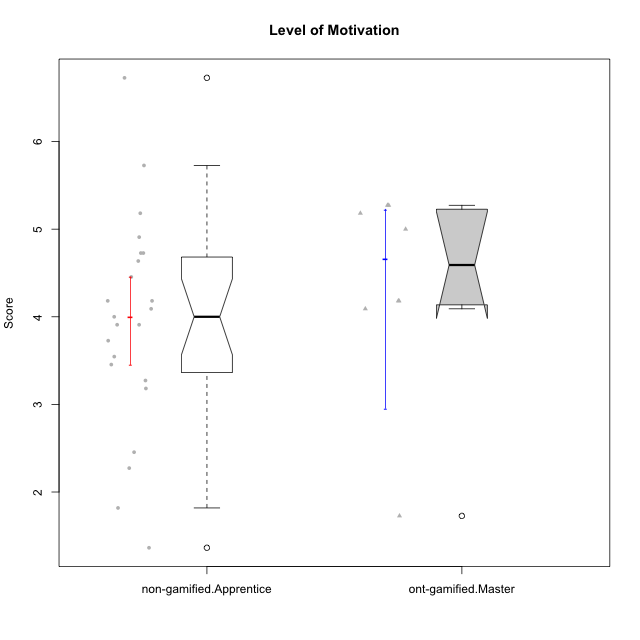 Level of Motivation
Score
6
5
4
3
2
non-gamified.Apprentice
ont-gamified.Master